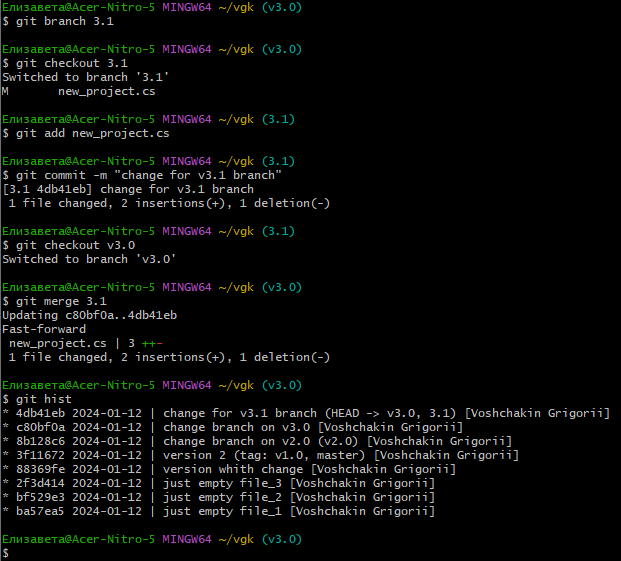 Елизавета@Acer-Nitro-5 MINGW64 ~/vgk (v3.0)
$ git branch 3.1
Елизавета@Acer-Nitro-5 MINGW64 ~/vgk (v3.0)
$ git checkout 3.1
Switched to branch '3.1'
M       new_project.cs
Елизавета@Acer-Nitro-5 MINGW64 ~/vgk (3.1)
$ git add new_project.cs
Елизавета@Acer-Nitro-5 MINGW64 ~/vgk (3.1)
$ git commit -m "change for v3.1 branch"
[3.1 4db41eb] change for v3.1 branch
 1 file changed, 2 insertions(+), 1 deletion(-)
Елизавета@Acer-Nitro-5 MINGW64 ~/vgk (3.1)
$ git checkout v3.0
Switched to branch 'v3.0'
Елизавета@Acer-Nitro-5 MINGW64 ~/vgk (v3.0)
$ git merge 3.1
Updating c80bf0a..4db41eb
Fast-forward
 new_project.cs | 3 ++-
 1 file changed, 2 insertions(+), 1 deletion(-)
Елизавета@Acer-Nitro-5 MINGW64 ~/vgk (v3.0)
$ git hist
* 4db41eb 2024-01-12 | change for v3.1 branch (HEAD -> v3.0, 3.1) [Voshchakin Grigorii]
* c80bf0a 2024-01-12 | change branch on v3.0 [Voshchakin Grigorii]
* 8b128c6 2024-01-12 | change branch on v2.0 (v2.0) [Voshchakin Grigorii]
* 3f11672 2024-01-12 | version 2 (tag: v1.0, master) [Voshchakin Grigorii]
* 88369fe 2024-01-12 | version whith change [Voshchakin Grigorii]
* 2f3d414 2024-01-12 | just empty file_3 [Voshchakin Grigorii]
* bf529e3 2024-01-12 | just empty file_2 [Voshchakin Grigorii]
* ba57ea5 2024-01-12 | just empty file_1 [Voshchakin Grigorii]
Елизавета@Acer-Nitro-5 MINGW64 ~/vgk (v3.0)
$